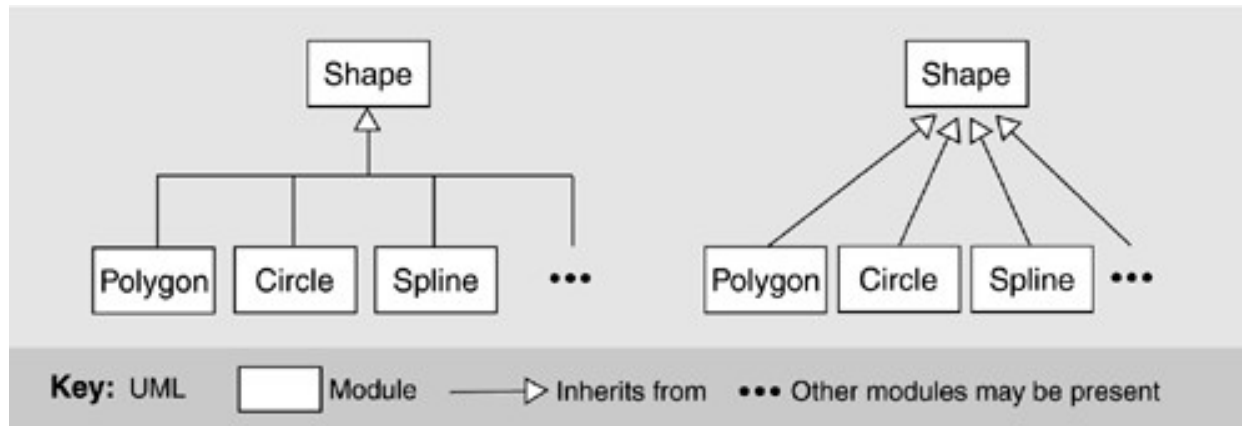 Shape
Shape
Polygon
Circle
Spline
•••
Polygon
Circle
Spline
•••
Key: UML
Module
Inherits from
••• Other modules may be present